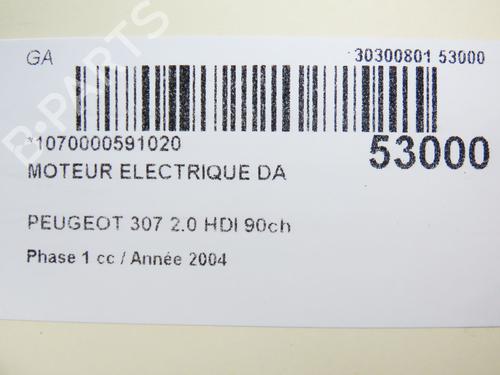 GA
30300801 53000
*1070000591020
53000
MOTEUR ELECTRIQUE DA
PEUGEOT 307 2.0 HDI 90ch
Phase 1 cc / Année 2004
B-PARTS